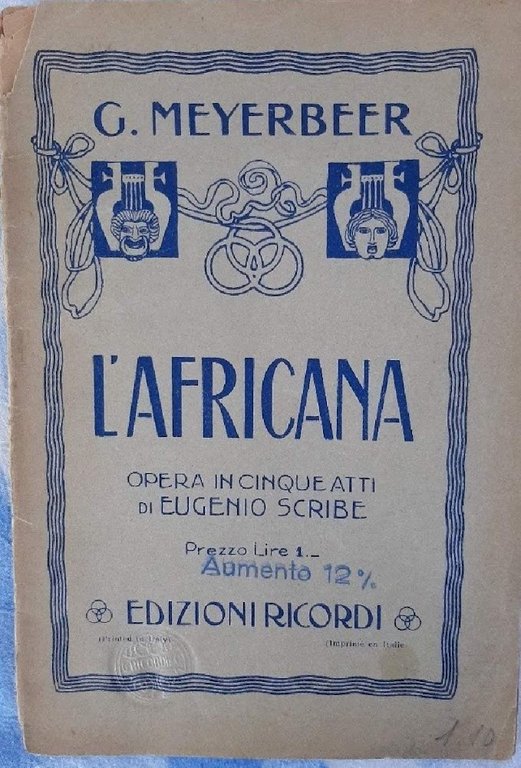 G. MEYERBEER
L'AFRICANA
OPERA IN CINQUE ATTI
DI EUGENIO SCRIBE
Prezzo Lire 1.–
Aumento 12%
EDIZIONI RICORDI
(Printed in Italy)
(Imprimé en Italie
RICORDI
1.10